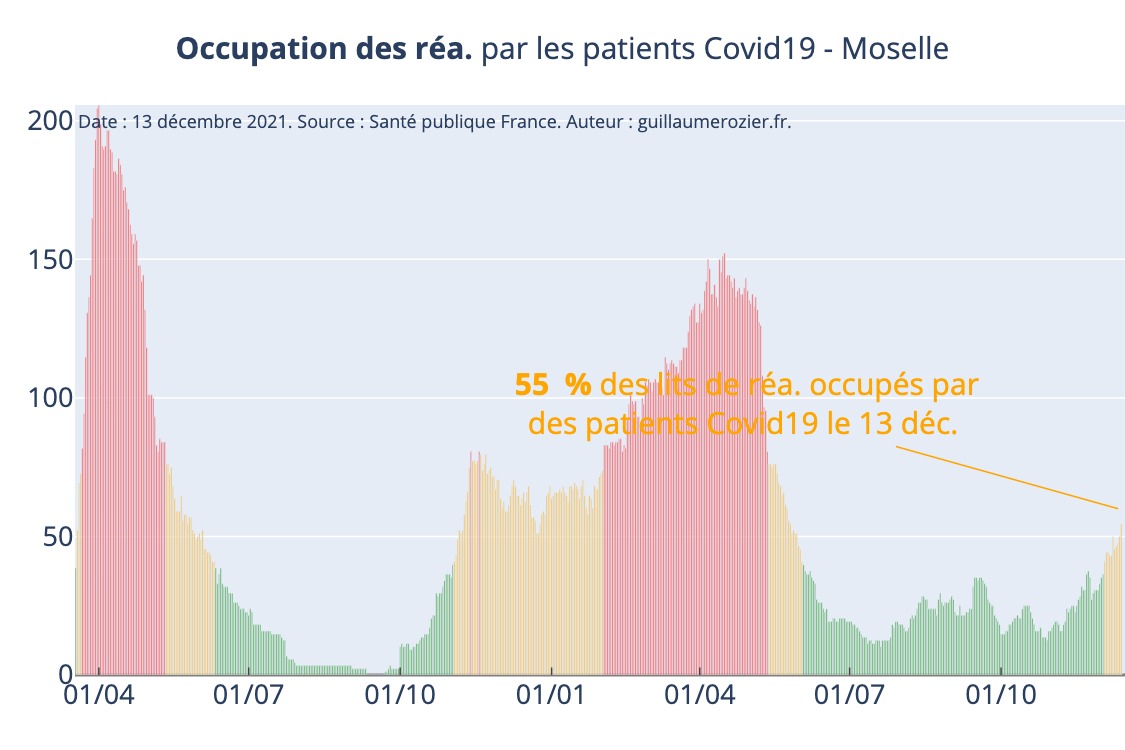 Occupation des réa. par les patients Covid19 - Moselle
200
Date : 13 décembre 2021. Source : Santé publique France. Auteur : guillaumerozier.fr.
150
55 % des lits de réa. occupés par
100
des patients Covid19 le 13 déc.
50
0
01/04 01/07 01/10 01/01 01/04 01/07 01/10